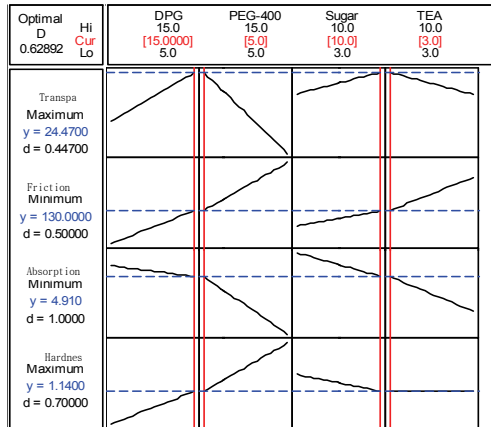 Optimal
D
0.62892
Hi
Cur
Lo
DPG
15.0
[15.0000]
5.0
PEG-400
15.0
[5.0]
5.0
Sugar
10.0
[10.0]
3.0
TEA
10.0
[3.0]
3.0
Transpa
Maximum
y = 24.4700
d = 0.44700
Friction
Minimum
y = 130.0000
d = 0.50000
Absorption
Minimum
y = 4.910
d = 1.0000
Hardnes
Maximum
y = 1.1400
d = 0.70000